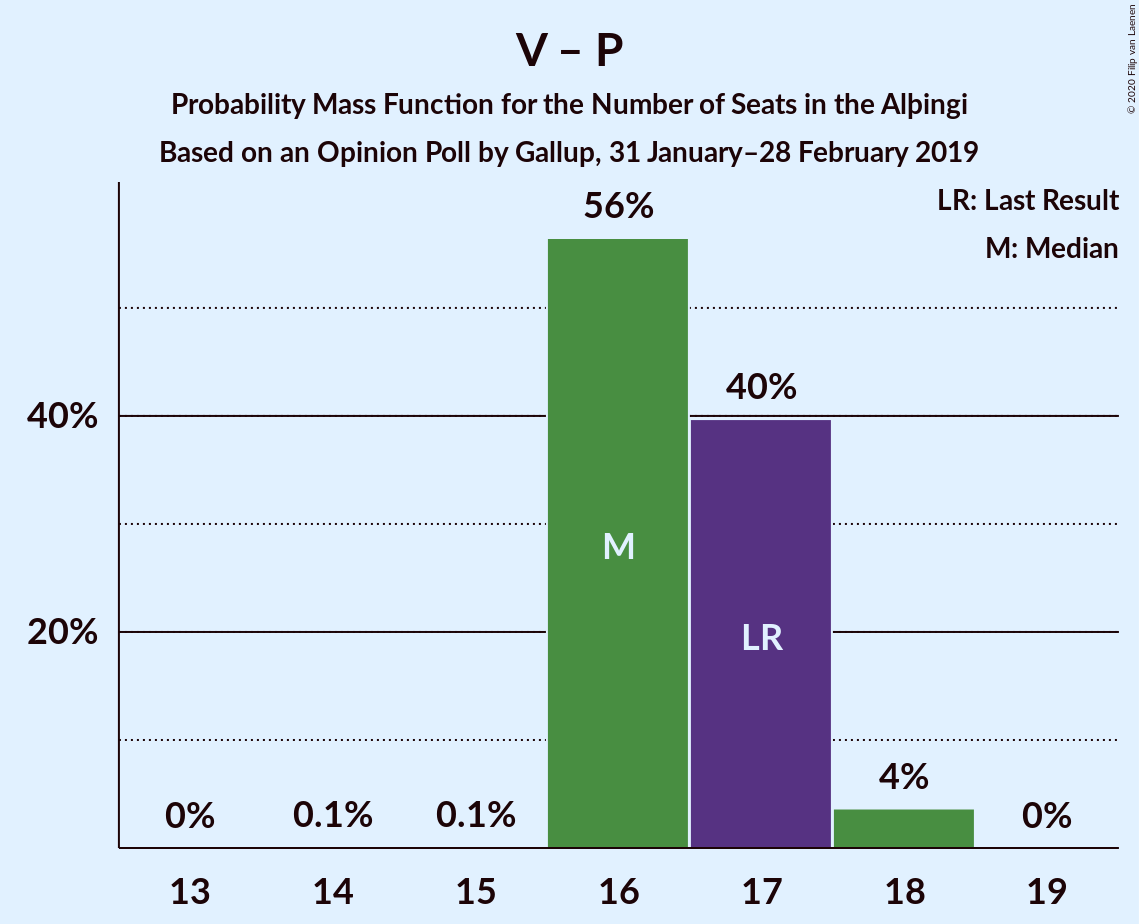 V – P
Probability Mass Function for the Number of Seats in the Alþingi
Based on an Opinion Poll by Gallup, 31 January–28 February 2019
© 2020 Filip van Laenen
LR: Last Result
M: Median
56%
40%
40%
M
20%
LR
4%
0%
0.1%
0.1%
0%
13
14
15
16
17
18
19